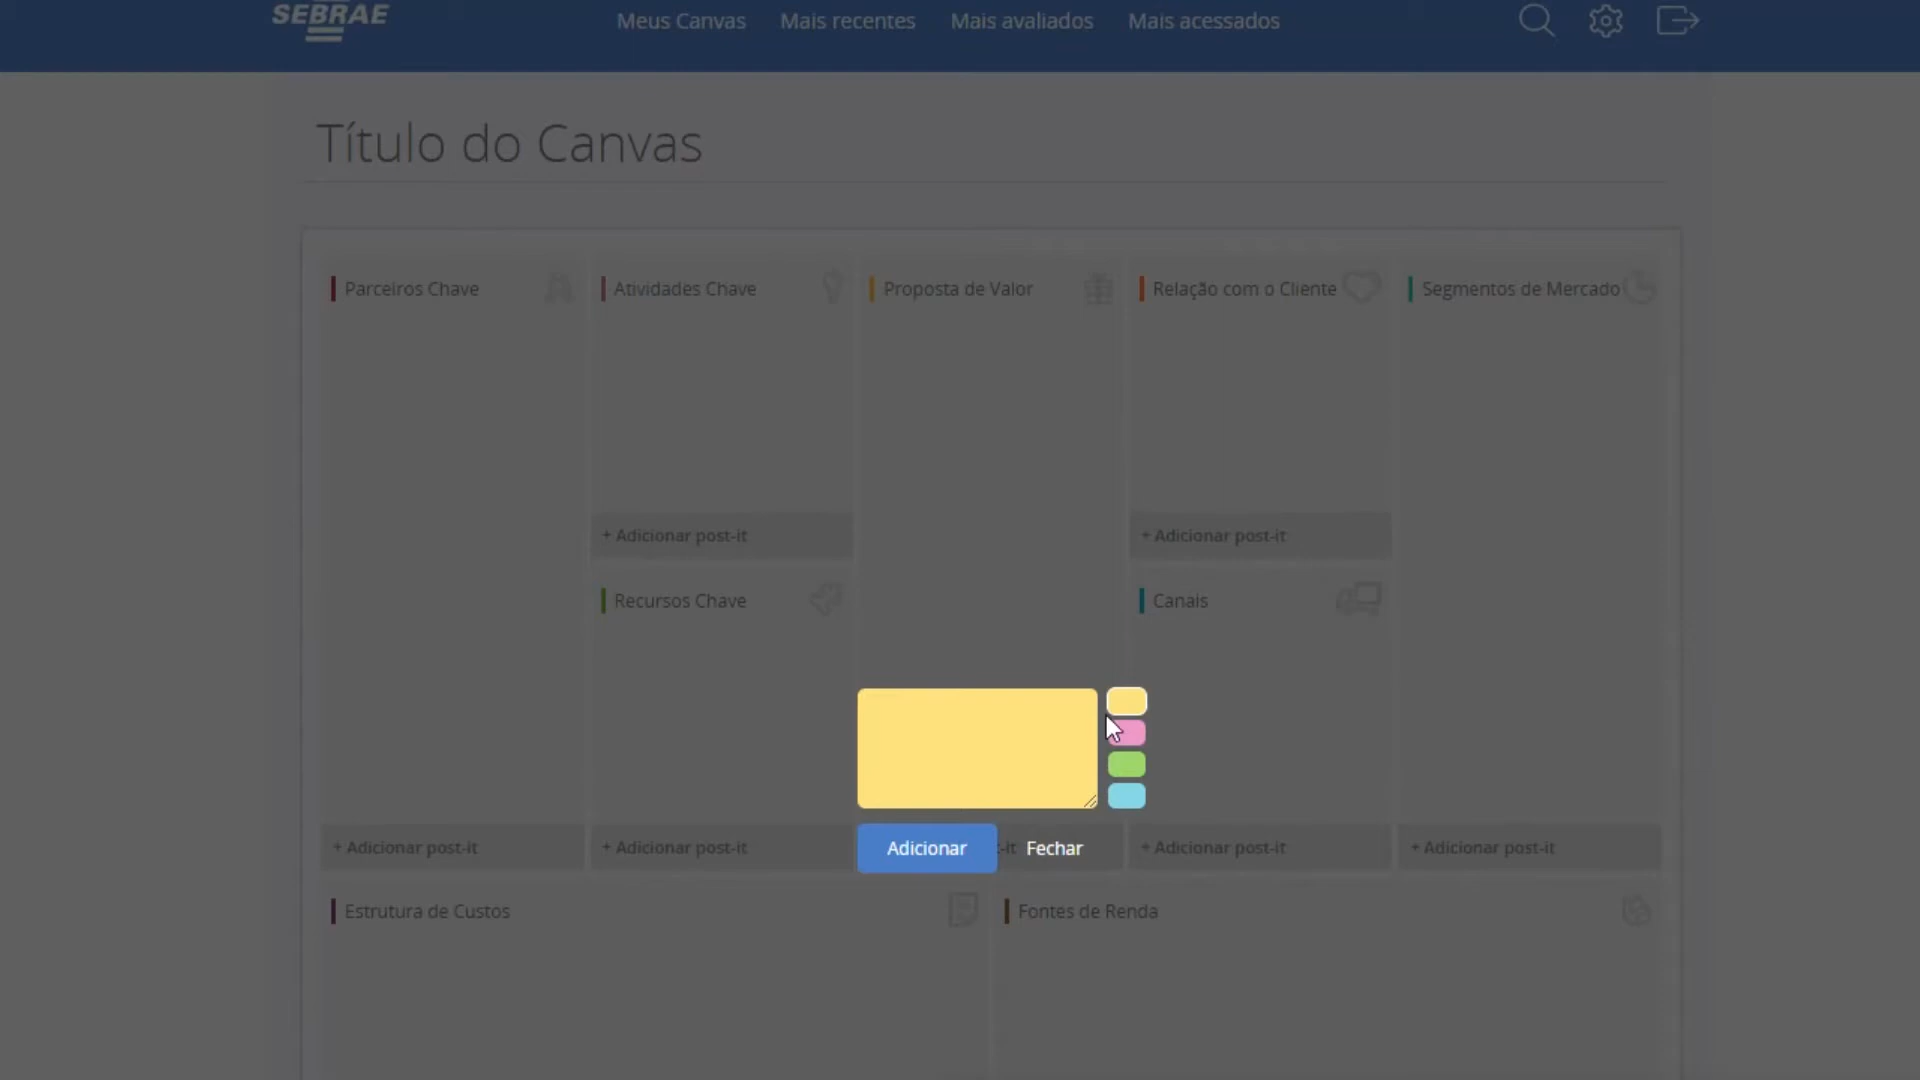 SEBRAE
Meus Canvas Mais recentes Mais avaliados Mais acessados
Título do Canvas
Parceiros Chave
Atividades Chave
Proposta de Valor
Relação com o Cliente
Segmentos de Mercado
+ Adicionar post-it
+ Adicionar post-it
Recursos Chave
Canais
+ Adicionar post-it
+ Adicionar post-it
Adicionar
-it
Fechar
+ Adicionar post-it
+ Adicionar post-it
Estrutura de Custos
Fontes de Renda